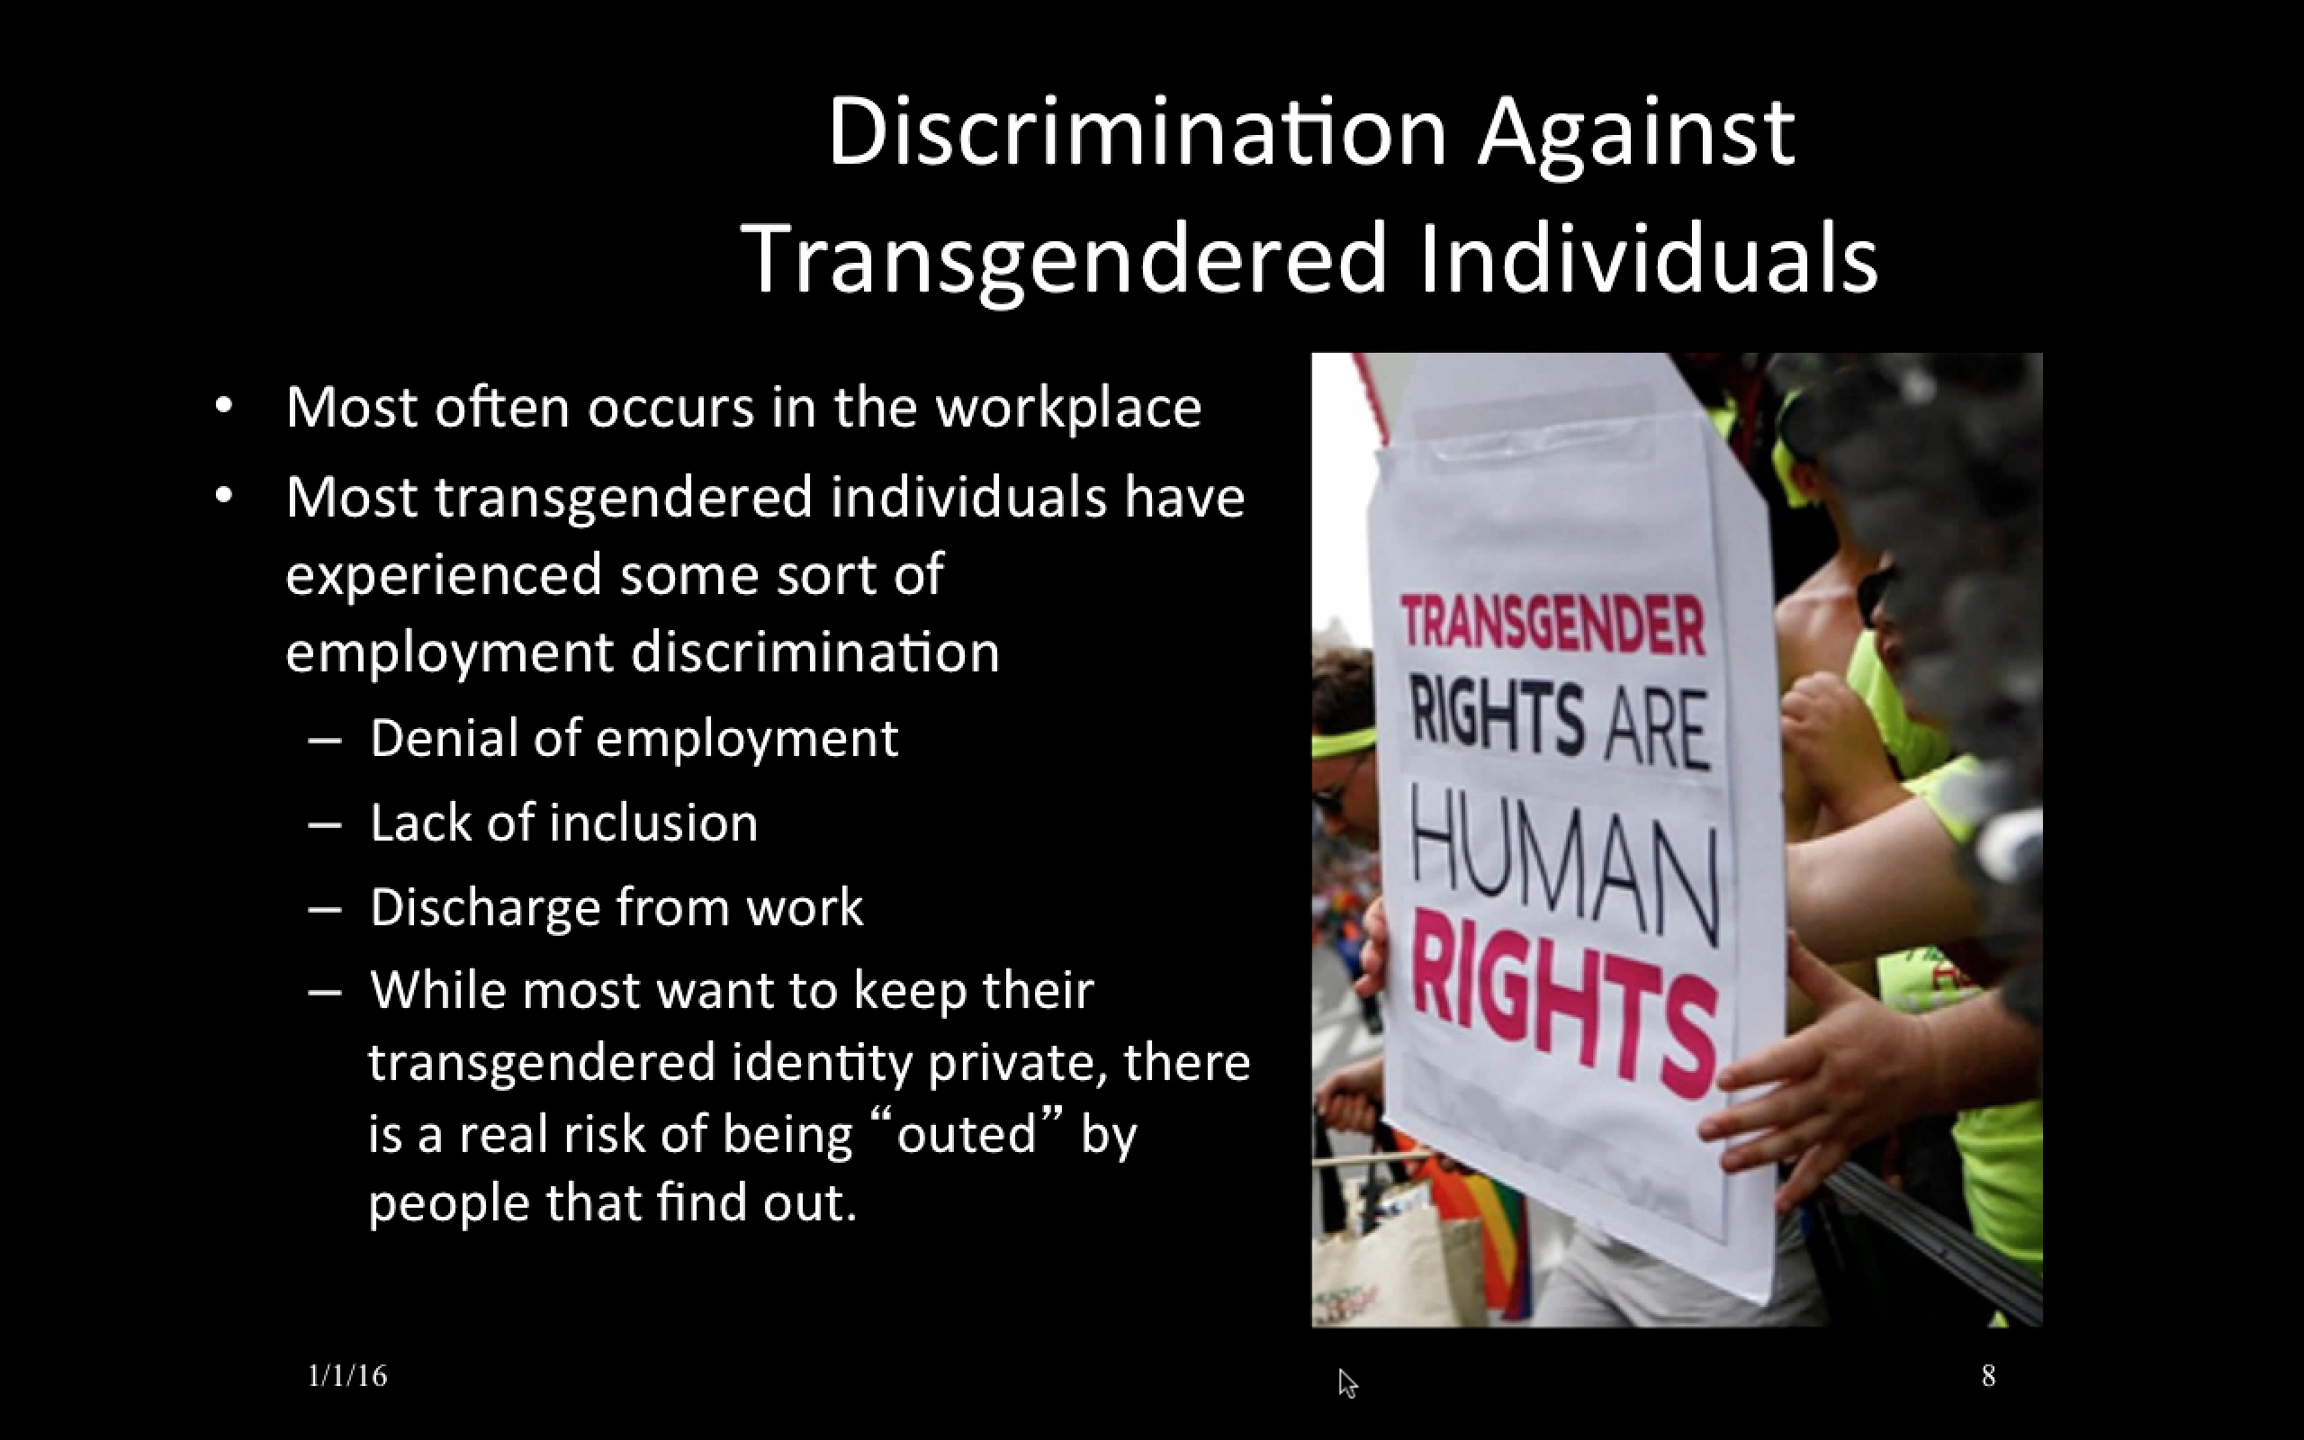 Discrimination Against
Transgendered Individuals
• Most often occurs in the workplace
• Most transgendered individuals have
experienced some sort of
employment discrimination
– Denial of employment
– Lack of inclusion
– Discharge from work
– While most want to keep their
transgendered identity private, there
is a real risk of being “outed” by
people that find out.
TRANSGENDER
RIGHTS ARE
HUMAN
RIGHTS
1/1/16
8